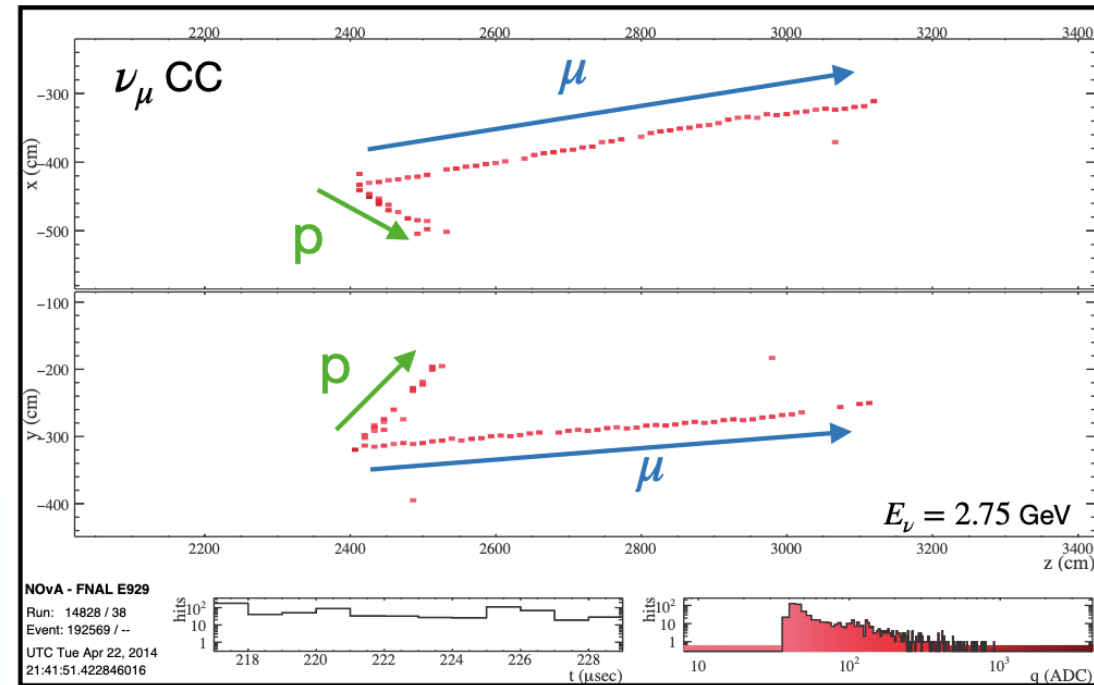 2200 2400 2600 2800 3000 3200 3400
ν_μ CC
μ
p
x (cm)
−300
−400
−500
p
μ
y (cm)
−100
−200
−300
−400
E_ν = 2.75 GeV
2200 2400 2600 2800 3000 3200 3400
z (cm)
NOvA - FNAL E929
Run: 14828 / 38
Event: 192569 / --
UTC Tue Apr 22, 2014
21:41:51.422846016
hits
10²
10
1
218 220 222 224 226 228
t (μsec)
hits
10²
10
1
10 10² 10³
q (ADC)